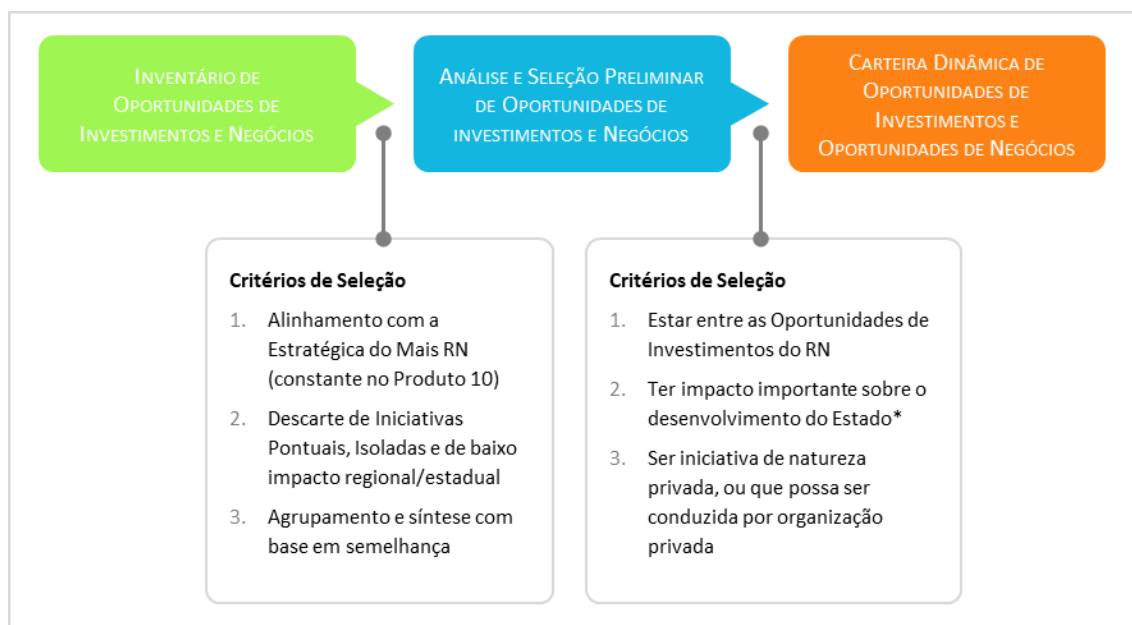 INVENTÁRIO DE
OPORTUNIDADES DE
INVESTIMENTOS E NEGÓCIOS
ANÁLISE E SELEÇÃO PRELIMINAR
DE OPORTUNIDADES DE
INVESTIMENTOS E NEGÓCIOS
CARTEIRA DINÂMICA DE
OPORTUNIDADES DE
INVESTIMENTOS E
OPORTUNIDADES DE NEGÓCIOS
Critérios de Seleção
1. Alinhamento com a
Estratégica do Mais RN
(constante no Produto 10)
2. Descarte de Iniciativas
Pontuais, Isoladas e de baixo
impacto regional/estadual
3. Agrupamento e síntese com
base em semelhança
Critérios de Seleção
1. Estar entre as Oportunidades de
Investimentos do RN
2. Ter impacto importante sobre o
desenvolvimento do Estado*
3. Ser iniciativa de natureza
privada, ou que possa ser
conduzida por organização
privada